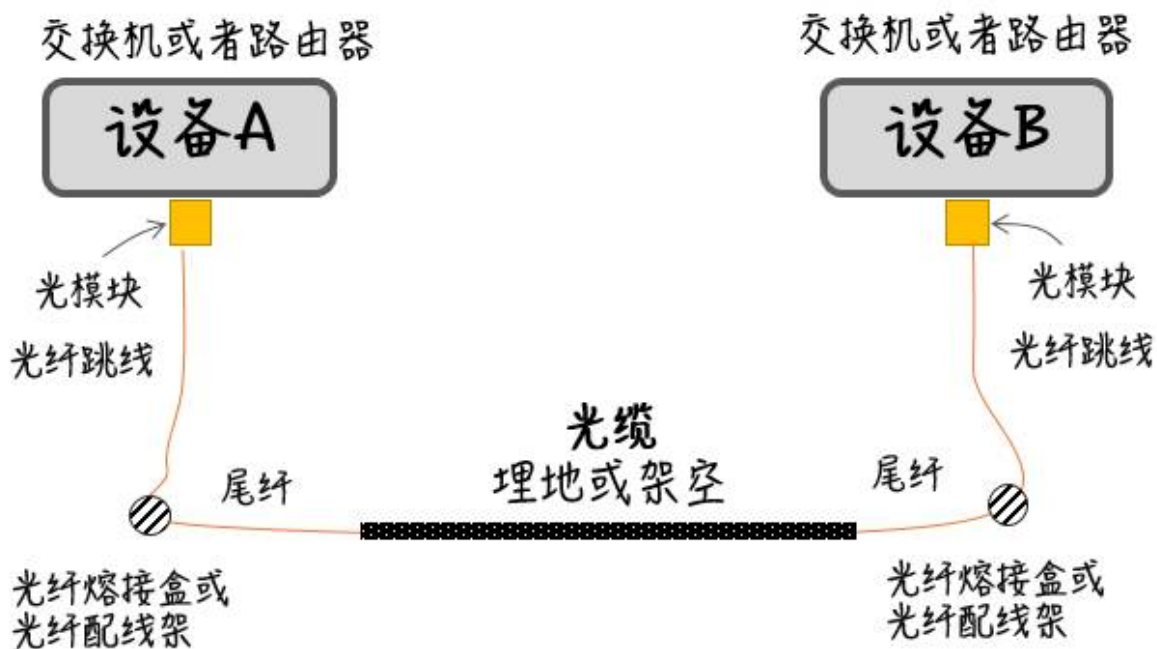 交换机或者路由器
交换机或者路由器
设备A
设备B
光模块
光模块
光纤跳线
光纤跳线
光缆
埋地或架空
尾纤
尾纤
光纤熔接盒或
光纤配线架
光纤熔接盒或
光纤配线架